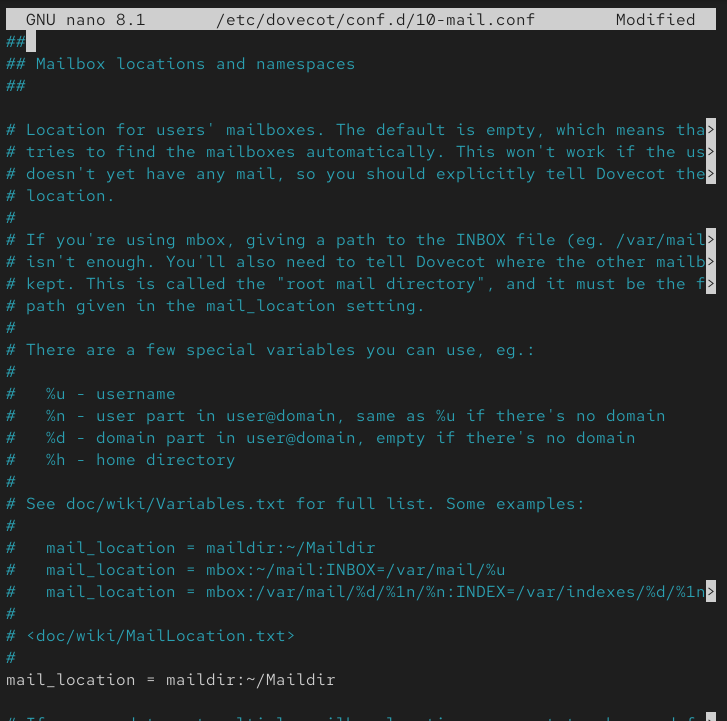 GNU nano 8.1 /etc/dovecot/conf.d/10-mail.conf Modified
##
## Mailbox locations and namespaces
##
# Location for users' mailboxes. The default is empty, which means tha>
# tries to find the mailboxes automatically. This won't work if the us>
# doesn't yet have any mail, so you should explicitly tell Dovecot the>
# location.
#
# If you're using mbox, giving a path to the INBOX file (eg. /var/mail>
# isn't enough. You'll also need to tell Dovecot where the other mailb>
# kept. This is called the "root mail directory", and it must be the f>
# path given in the mail_location setting.
#
# There are a few special variables you can use, eg.:
#
#   %u - username
#   %n - user part in user@domain, same as %u if there's no domain
#   %d - domain part in user@domain, empty if there's no domain
#   %h - home directory
#
# See doc/wiki/Variables.txt for full list. Some examples:
#
#   mail_location = maildir:~/Maildir
#   mail_location = mbox:~/mail:INBOX=/var/mail/%u
#   mail_location = mbox:/var/mail/%d/%1n/%n:INDEX=/var/indexes/%d/%1n>
#
# <doc/wiki/MailLocation.txt>
#
mail_location = maildir:~/Maildir